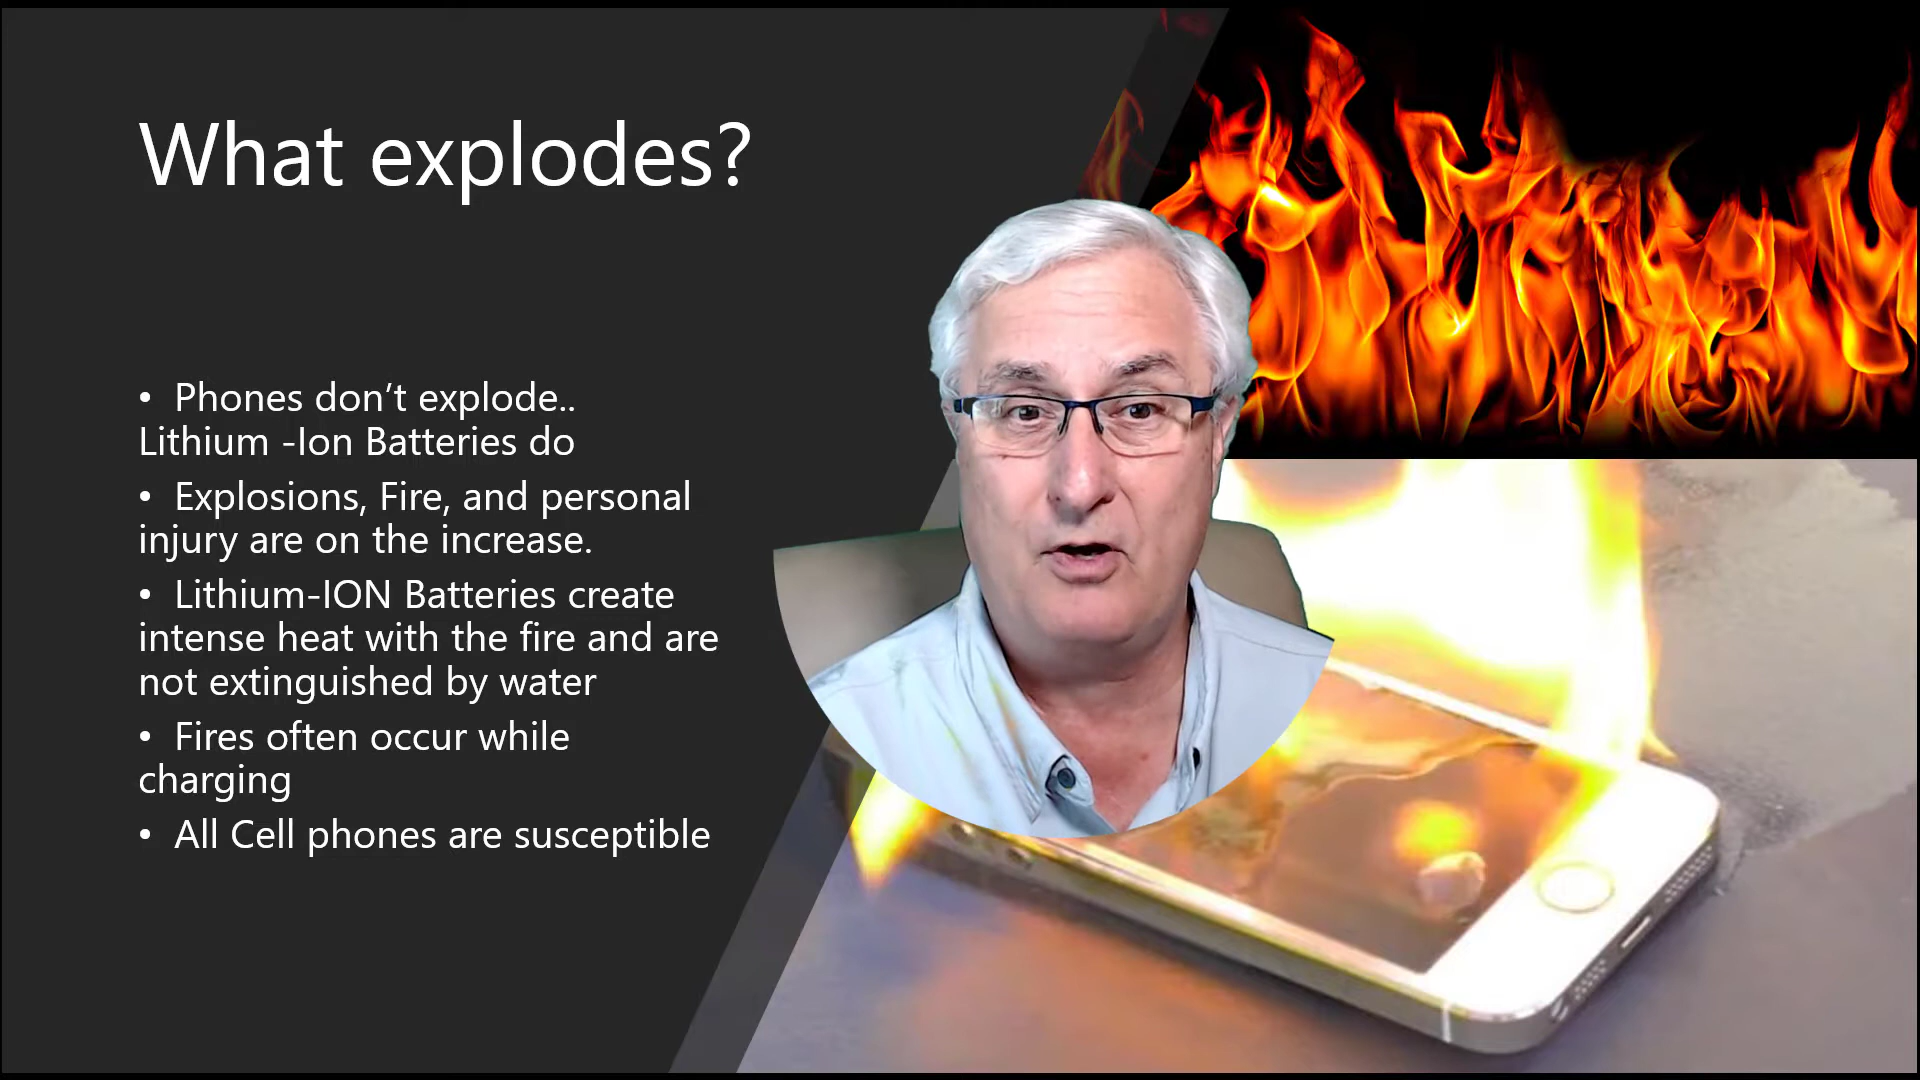 What explodes?
• Phones don’t explode..
Lithium -Ion Batteries do
• Explosions, Fire, and personal
injury are on the increase.
• Lithium-ION Batteries create
intense heat with the fire and are
not extinguished by water
• Fires often occur while
charging
• All Cell phones are susceptible